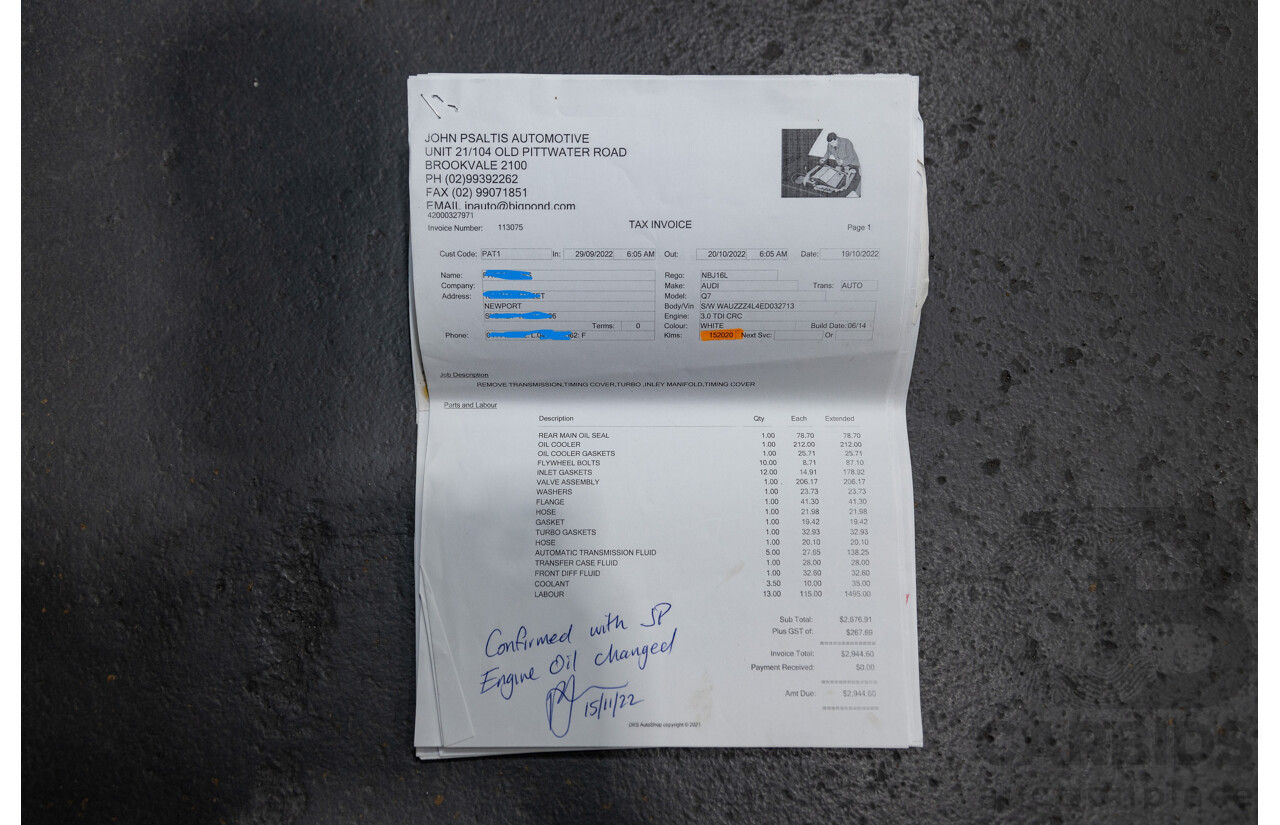 JOHN PSALTIS AUTOMOTIVE
UNIT 21/104 OLD PITTWATER ROAD
BROOKVALE 2100
PH (02)99392262
FAX (02) 99071851
EMAIL jpauto@bigpond.com
42000327971
Invoice Number: 113075
TAX INVOICE
Page 1
Cust Code: PAT1 In: 29/09/2022 6:05 AM Out: 20/10/2022 6:05 AM Date: 19/10/2022
Name: Rego: NBJ16L
Company: Make: AUDI Trans: AUTO
Address: ET Model: Q7
NEWPORT Body/Vin S/W WAUZZZ4L4ED032713
Engine: 3.0 TDI CRC
Terms: 0 Colour: WHITE Build Date:06/14
Phone: F Klms: 152020 Next Svc: Or
Job Description
REMOVE TRANSMISSION,TIMING COVER,TURBO ,INLEY MANIFOLD,TIMING COVER
Parts and Labour
Description Qty Each Extended
REAR MAIN OIL SEAL 1.00 78.70 78.70
OIL COOLER 1.00 212.00 212.00
OIL COOLER GASKETS 1.00 25.71 25.71
FLYWHEEL BOLTS 10.00 8.71 87.10
INLET GASKETS 12.00 14.91 178.92
VALVE ASSEMBLY 1.00 206.17 206.17
WASHERS 1.00 23.73 23.73
FLANGE 1.00 41.30 41.30
HOSE 1.00 21.98 21.98
GASKET 1.00 19.42 19.42
TURBO GASKETS 1.00 32.93 32.93
HOSE 1.00 20.10 20.10
AUTOMATIC TRANSMISSION FLUID 5.00 27.65 138.25
TRANSFER CASE FLUID 1.00 28.00 28.00
FRONT DIFF FLUID 1.00 32.60 32.60
COOLANT 3.50 10.00 35.00
LABOUR 13.00 115.00 1495.00
Sub Total: $2,676.91
Plus GST of: $267.69
Invoice Total: $2,944.60
Payment Received: $0.00
Amt Due: $2,944.60
Confirmed with JP
Engine Oil changed
15/11/22
GKS AutoShop copyright © 2021